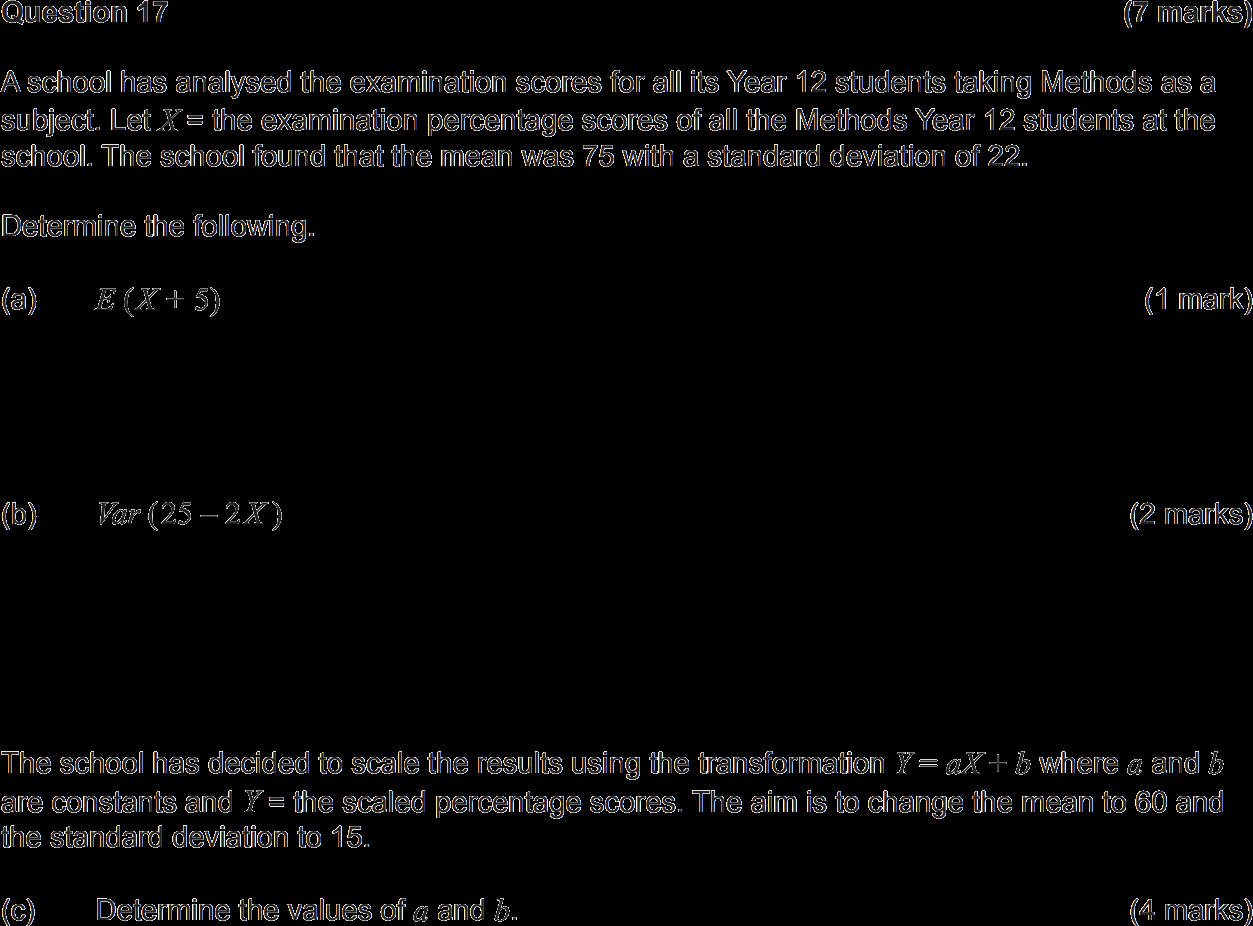 Question 17 (7 marks)
A school has analysed the examination scores for all its Year 12 students taking Methods as a
subject. Let X = the examination percentage scores of all the Methods Year 12 students at the
school. The school found that the mean was 75 with a standard deviation of 22.
Determine the following.
(a) E (X + 5) (1 mark)
(b) Var (25 – 2X) (2 marks)
The school has decided to scale the results using the transformation Y = aX + b where a and b
are constants and Y = the scaled percentage scores. The aim is to change the mean to 60 and
the standard deviation to 15.
(c) Determine the values of a and b. (4 marks)